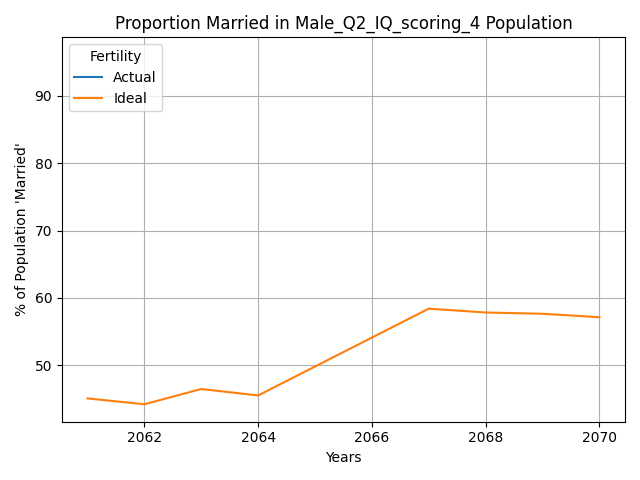 Proportion Married in Male_Q2_IQ_scoring_4 Population
Fertility
Actual
Ideal
90
80
70
60
50
% of Population 'Married'
2062 2064 2066 2068 2070
Years